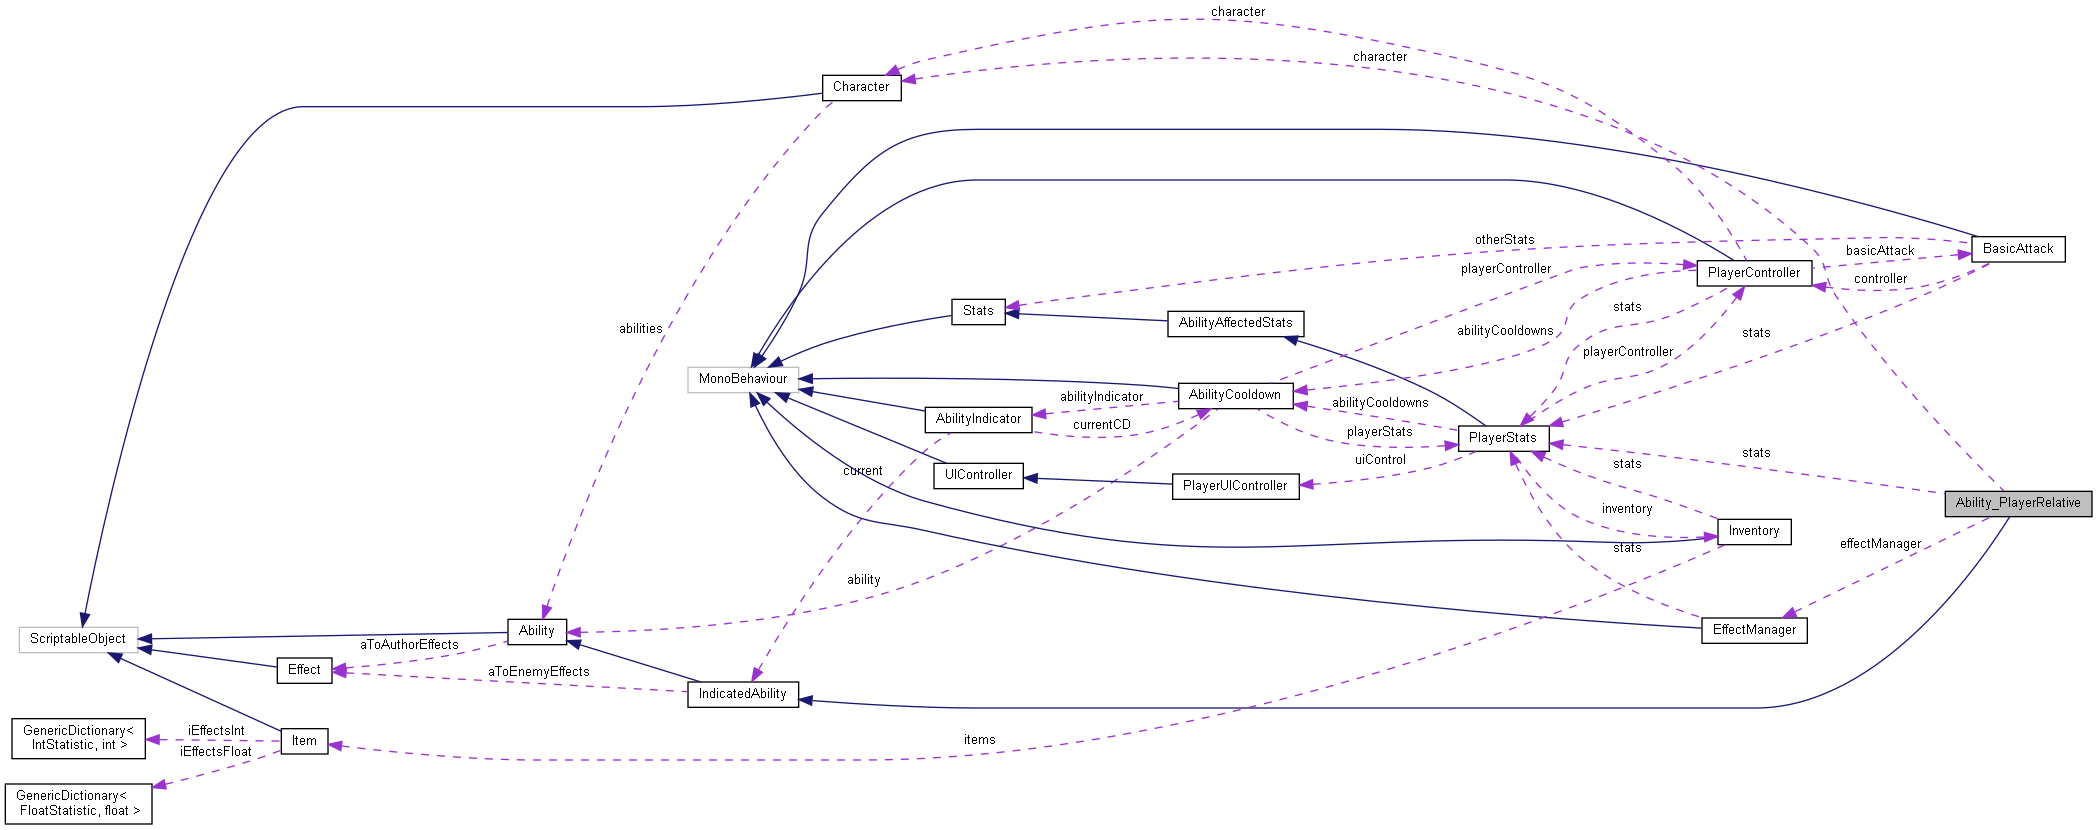 character
character
Character
otherStats
basicAttack
BasicAttack
playerController
PlayerController
controller
Stats
stats
AbilityAffectedStats
abilities
abilityCooldowns
stats
playerController
MonoBehaviour
AbilityCooldown
abilityIndicator
abilityCooldowns
AbilityIndicator
currentCD
playerStats
PlayerStats
stats
uiControl
stats
current
UIController
PlayerUIController
Ability_PlayerRelative
inventory
Inventory
effectManager
stats
ability
Ability
EffectManager
ScriptableObject
aToAuthorEffects
Effect
aToEnemyEffects
IndicatedAbility
GenericDictionary<
IntStatistic, int >
iEffectsInt
Item
items
iEffectsFloat
GenericDictionary<
FloatStatistic, float >